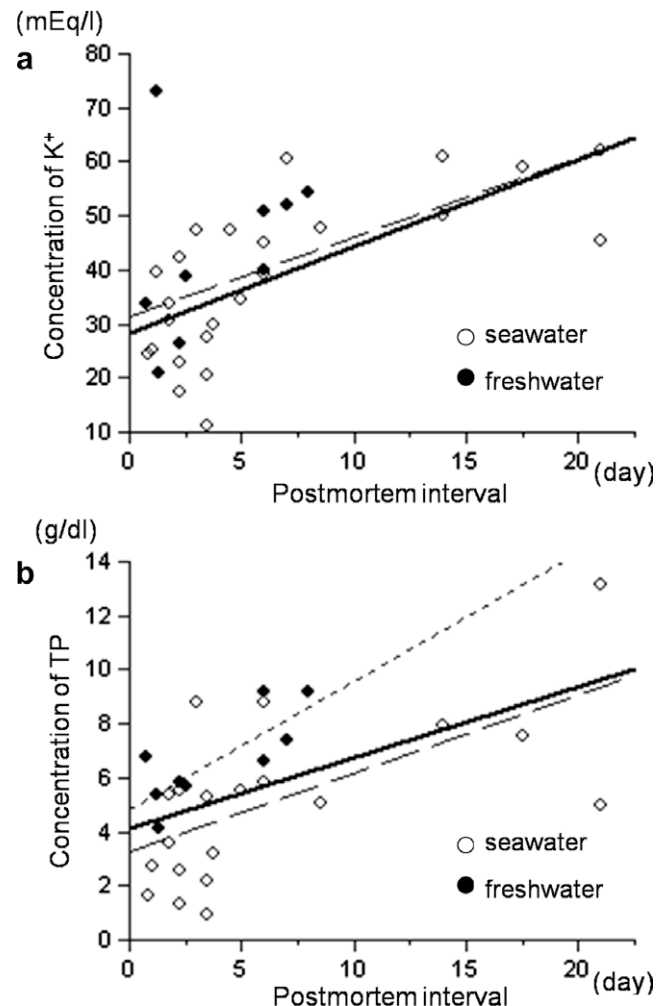 (mEq/l)
a
80
70
60
50
40
30
20
10
Concentration of K+
seawater
freshwater
0 5 10 15 20 (day)
Postmortem interval
(g/dl)
b
14
12
10
8
6
4
2
0
Concentration of TP
seawater
freshwater
0 5 10 15 20
Postmortem interval (day)